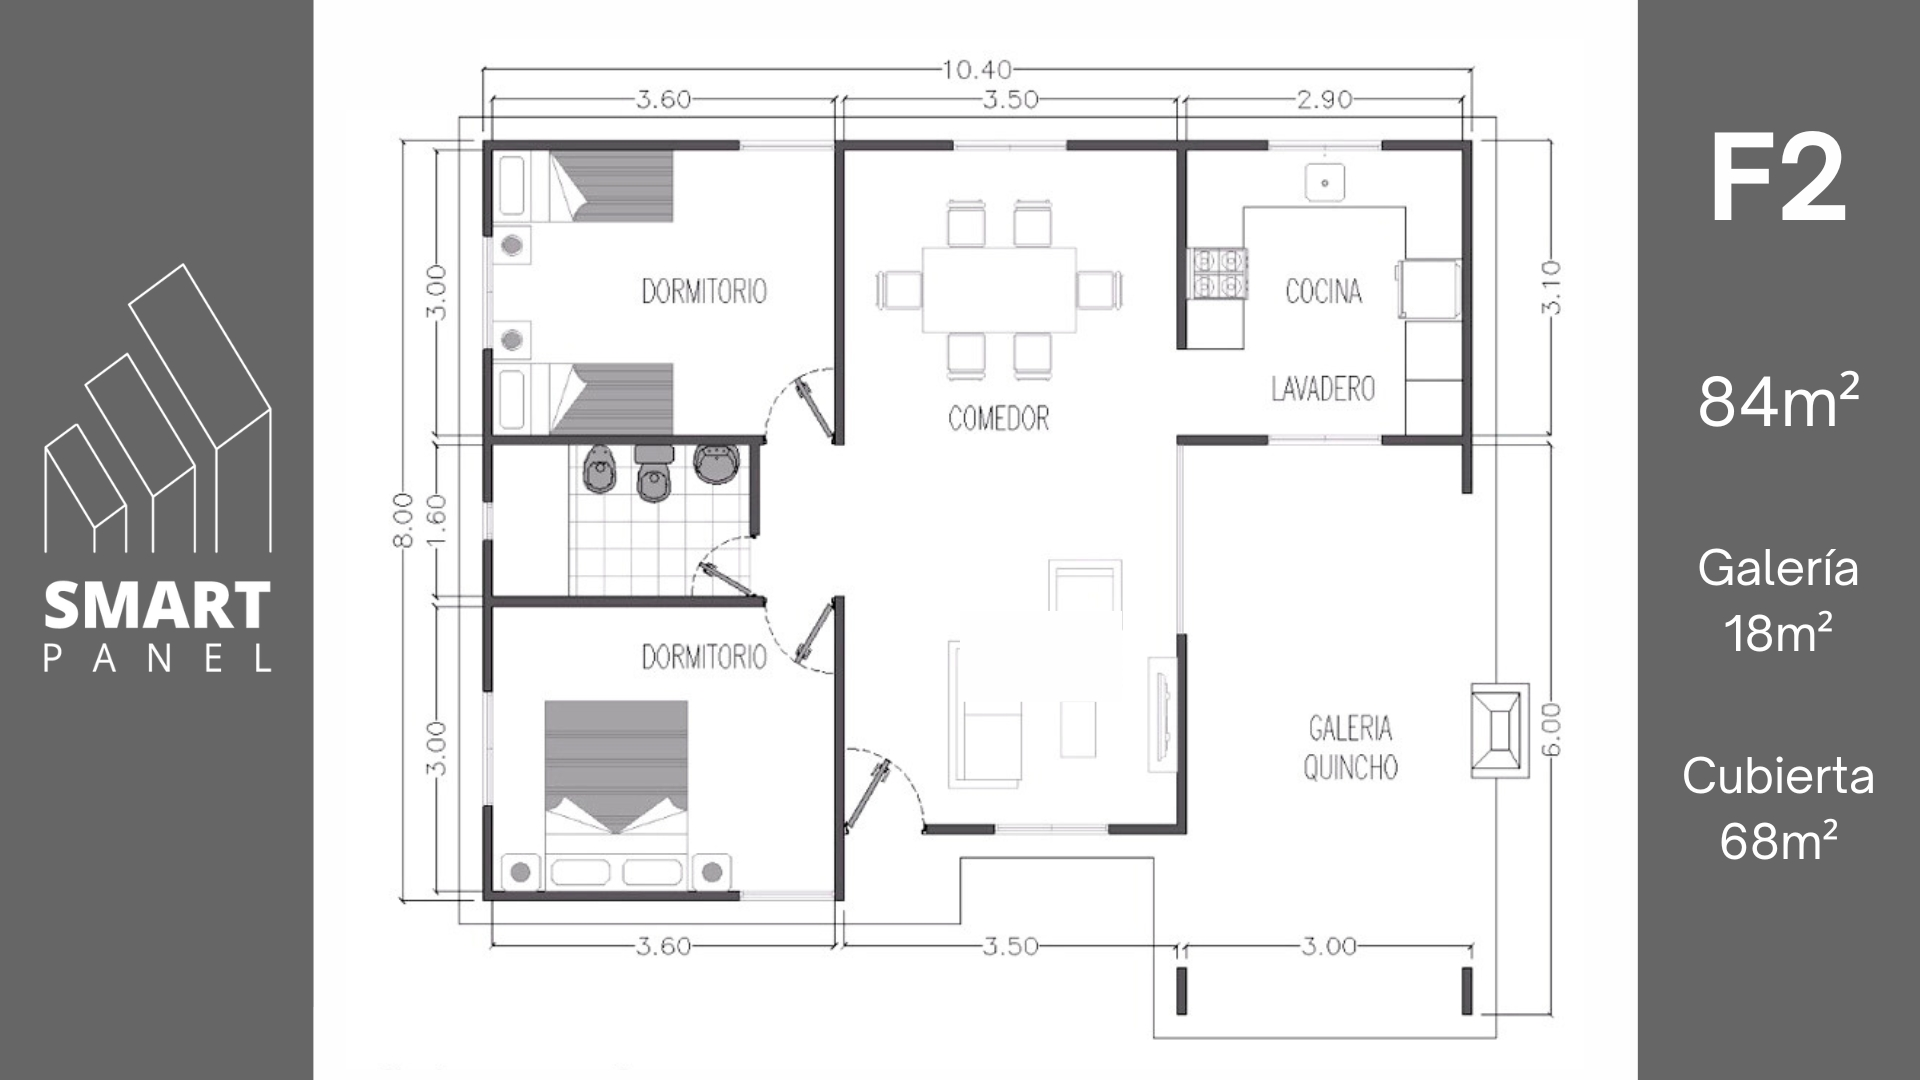 SMART
PANEL
10.40
3.60
3.50
2.90
3.00
1.60
3.00
8.00
DORMITORIO
COMEDOR
COCINA
LAVADERO
DORMITORIO
GALERIA
QUINCHO
3.10
6.00
3.60
3.50
3.00
F2
84m²
Galería
18m²
Cubierta
68m²